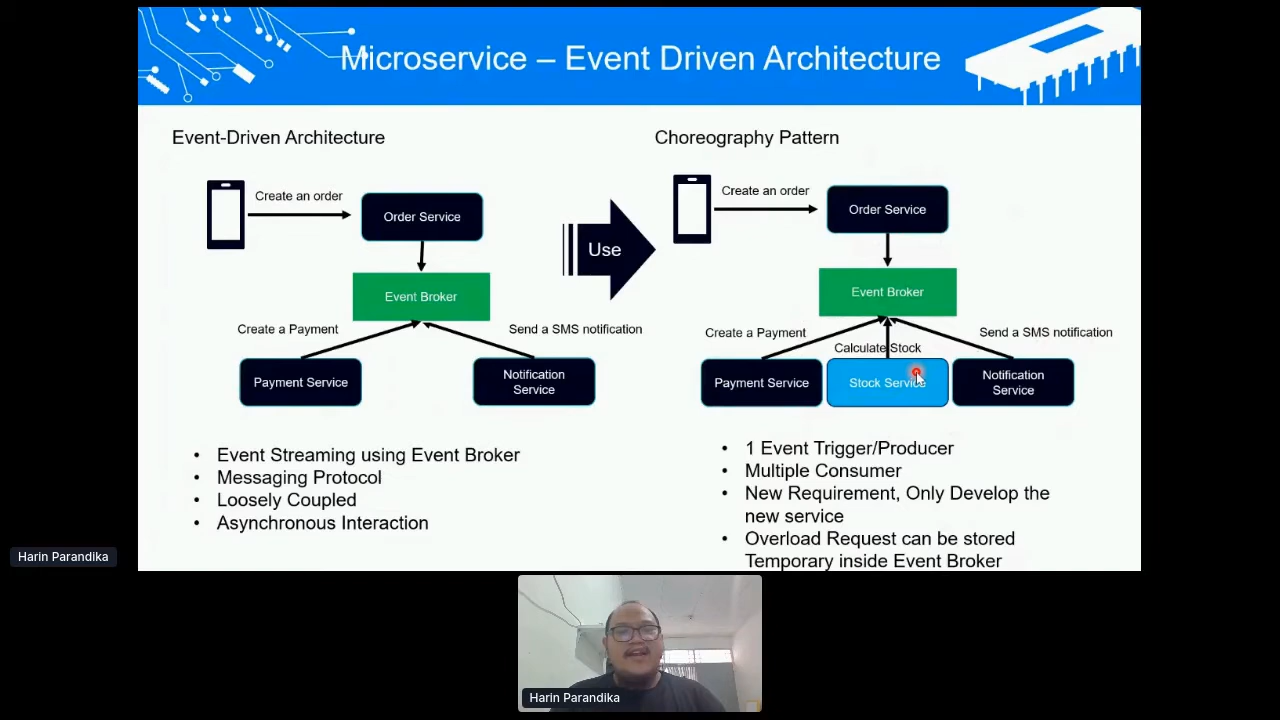 Microservice – Event Driven Architecture
Event-Driven Architecture
Create an order
Order Service
Event Broker
Create a Payment
Send a SMS notification
Payment Service
Notification
Service
• Event Streaming using Event Broker
• Messaging Protocol
• Loosely Coupled
• Asynchronous Interaction
Use
Choreography Pattern
Create an order
Order Service
Event Broker
Create a Payment
Calculate Stock
Send a SMS notification
Payment Service
Stock Service
Notification
Service
• 1 Event Trigger/Producer
• Multiple Consumer
• New Requirement, Only Develop the
new service
• Overload Request can be stored
Temporary inside Event Broker
Harin Parandika
Harin Parandika